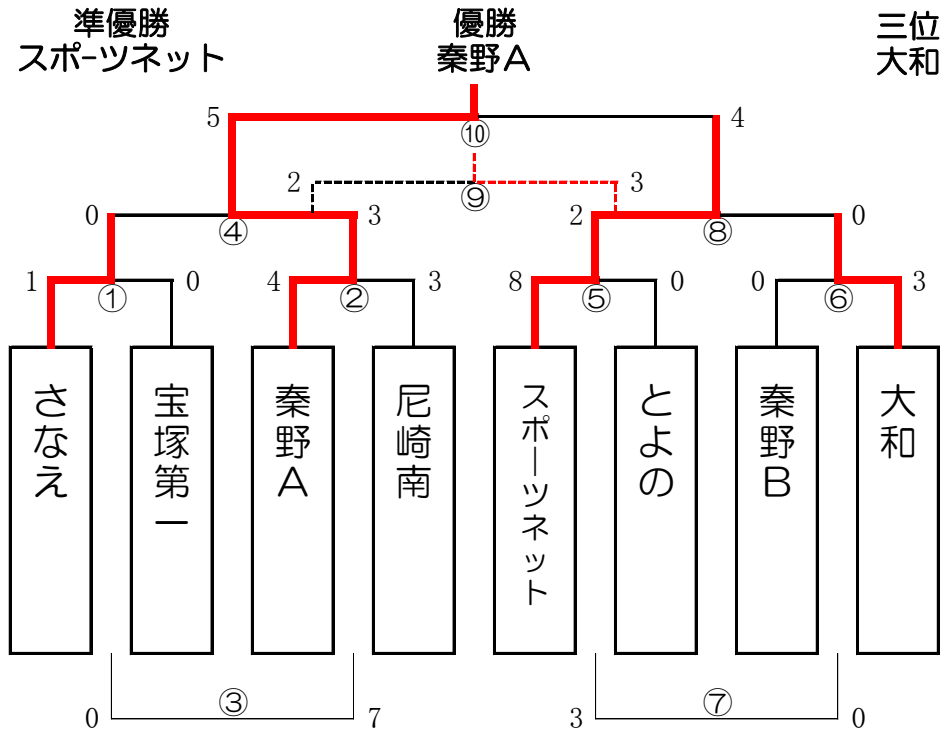 準優勝
スポーツネット
優勝
秦野A
三位
大和
5
4
⑩
2
3
⑨
0
3
④
2
0
⑧
1
0
①
4
3
②
8
0
⑤
0
3
⑥
さなえ
宝塚第一
秦野A
尼崎南
スポーツネット
とよの
秦野B
大和
0
③
7
3
⑦
0